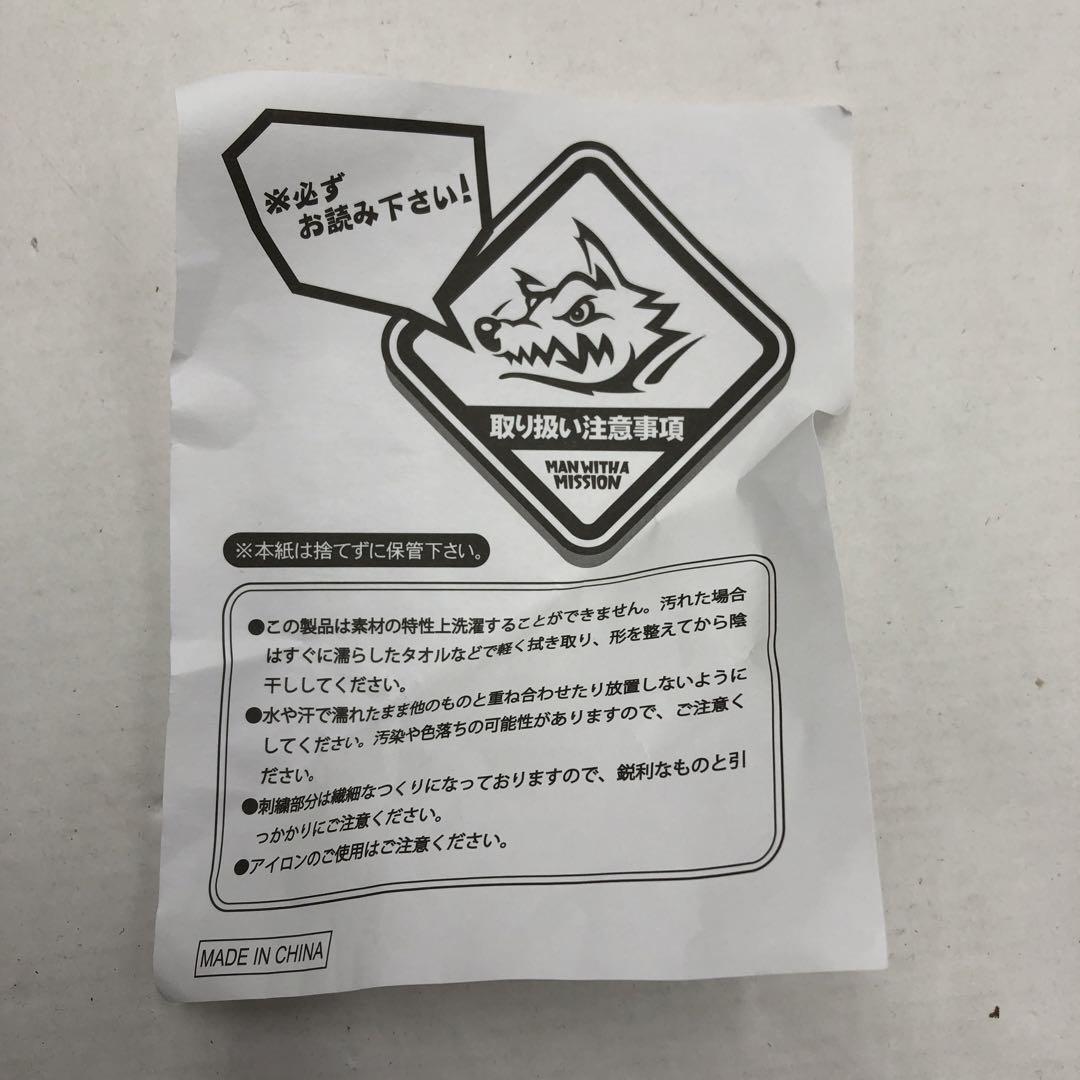 ※必ず
お読み下さい!
取り扱い注意事項
MAN WITH A
MISSION
※本紙は捨てずに保管下さい。
●この製品は素材の特性上洗濯することができません。汚れた場合
はすぐに濡らしたタオルなどで軽く拭き取り、形を整えてから陰
干ししてください。
●水や汗で濡れたまま他のものと重ね合わせたり放置しないように
してください。汚染や色落ちの可能性がありますので、ご注意く
ださい。
●刺繍部分は繊細なつくりになっておりますので、鋭利なものと引
っかかりにご注意ください。
●アイロンのご使用はご注意ください。
MADE IN CHINA